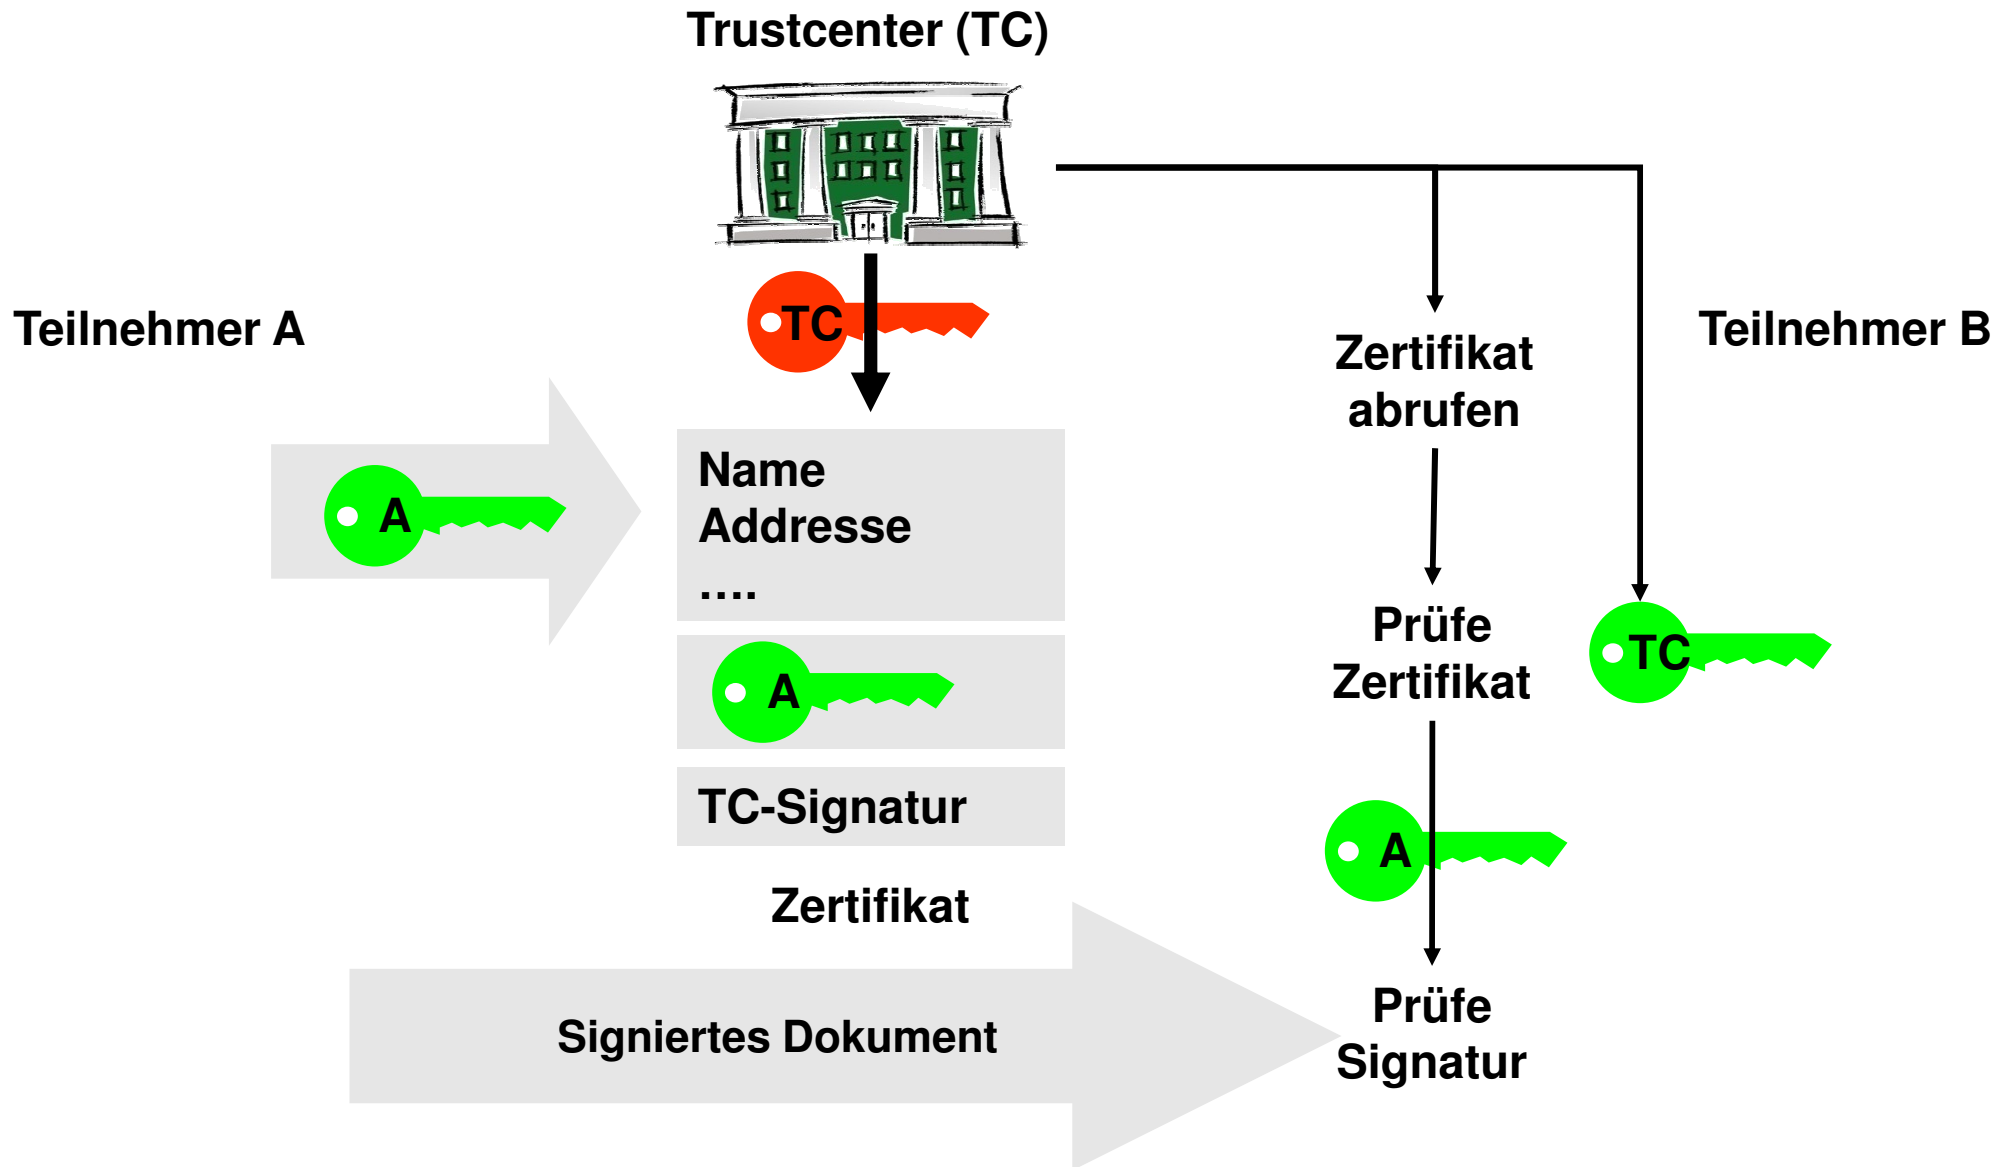 Trustcenter (TC)
TC
Teilnehmer A
Teilnehmer B
Zertifikat
abrufen
A
Name
Addresse
....
Prüfe
Zertifikat
TC
A
TC-Signatur
A
Zertifikat
Signiertes Dokument
Prüfe
Signatur